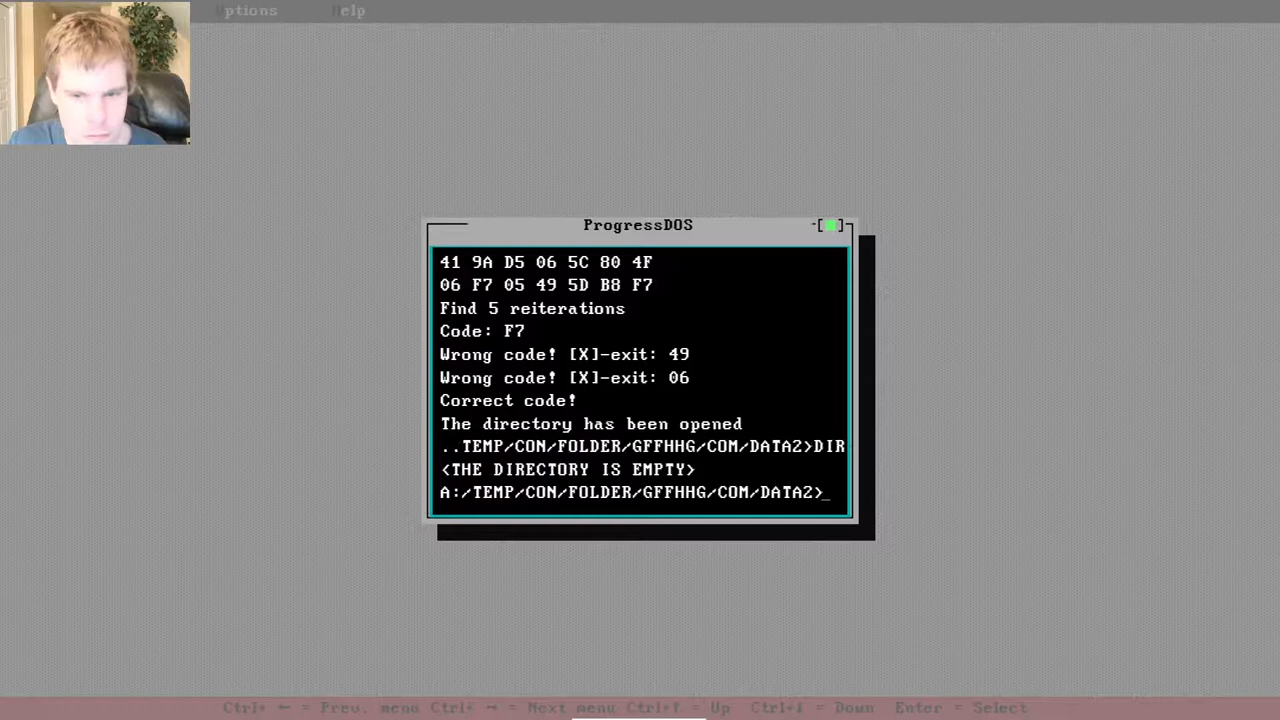 Options Help
ProgressDOS
41 9A D5 06 5C 80 4F
06 F7 05 49 5D B8 F7
Find 5 reiterations
Code: F7
Wrong code! [X]-exit: 49
Wrong code! [X]-exit: 06
Correct code!
The directory has been opened
..TEMP/CON/FOLDER/GFFHHG/COM/DATA2>DIR
<THE DIRECTORY IS EMPTY>
A:/TEMP/CON/FOLDER/GFFHHG/COM/DATA2>_
Ctrl+ ← = Prev. menu Ctrl+ → = Next menu Ctrl+↑ = Up Ctrl+↓ = Down Enter = Select